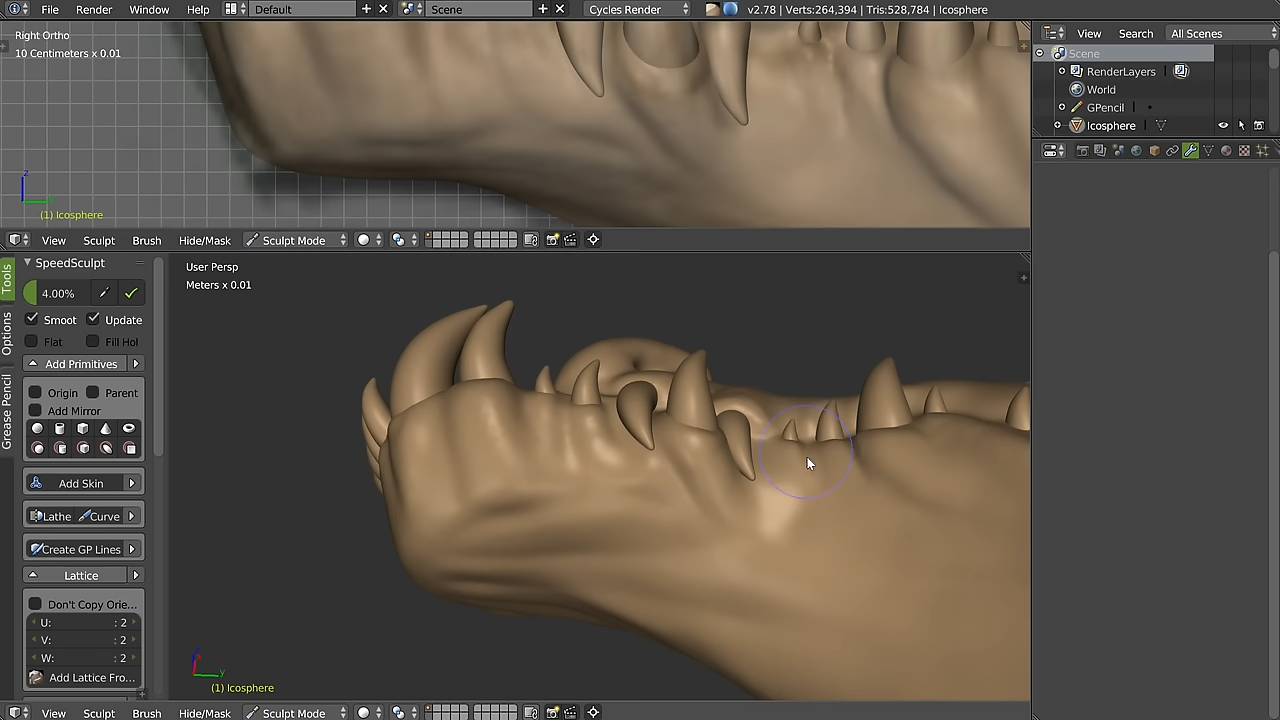 File Render Window Help Default Scene Cycles Render v2.78 | Verts:264,394 | Tris:528,784 | Icosphere
Right Ortho
10 Centimeters x 0.01
z
(1) Icosphere
View Sculpt Brush Hide/Mask Sculpt Mode
View Search All Scenes
Scene
RenderLayers
World
GPencil
Icosphere
Tools
Options
Grease Pencil
SpeedSculpt
4.00%
Smoot Update
Flat Fill Hol
Add Primitives
Origin Parent
Add Mirror
Add Skin
Lathe Curve
Create GP Lines
Lattice
Don't Copy Orie...
U: : 2
V: : 2
W: : 2
Add Lattice Fro...
User Persp
Meters x 0.01
y
(1) Icosphere
View Sculpt Brush Hide/Mask Sculpt Mode